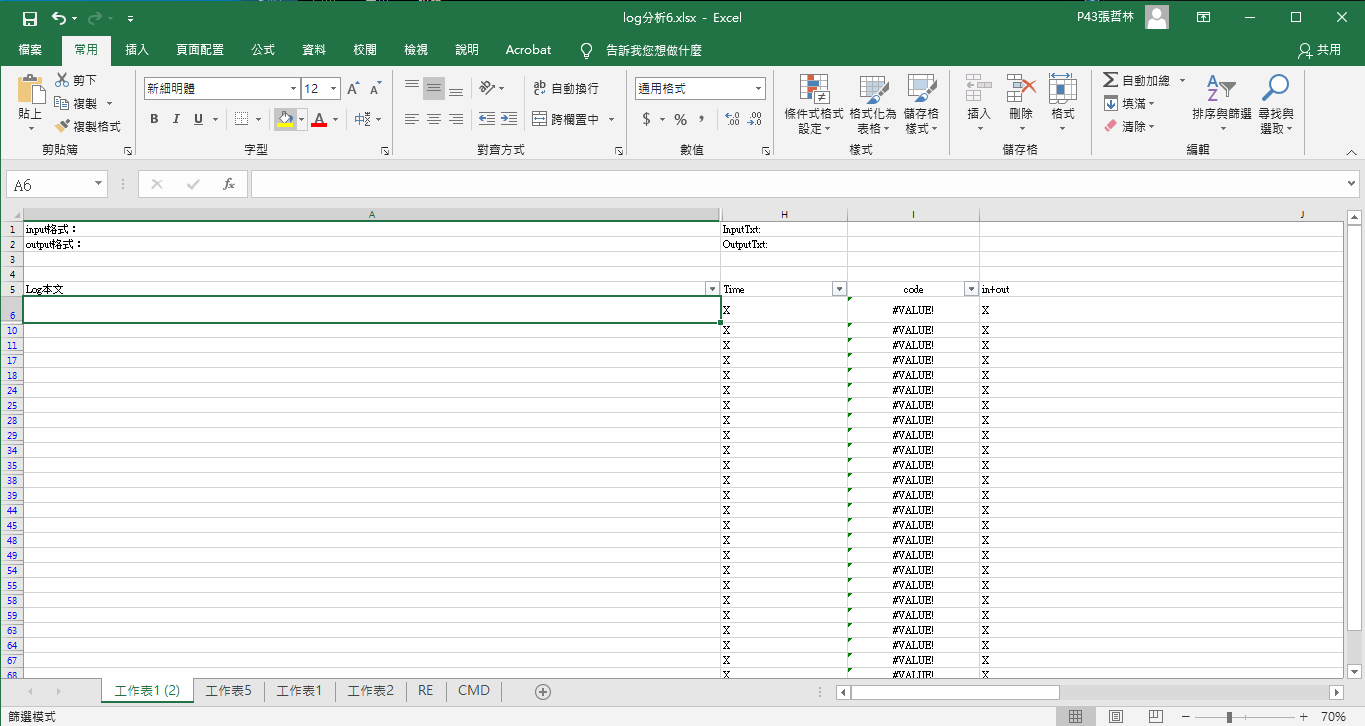 log分析6.xlsx - Excel
P43張哲林
檔案 常用 插入 頁面配置 公式 資料 校閱 檢視 說明 Acrobat 告訴我您想做什麼 共用
貼上 剪下
複製
複製格式
剪貼簿
新細明體 12
B I U
字型
自動換行
跨欄置中
對齊方式
通用格式
$ % ,
數值
條件式格式設定 格式化為表格 儲存格樣式
樣式
插入 刪除 格式
儲存格
自動加總
填滿
清除
排序與篩選 尋找與選取
編輯
A6 fx
A H I J
1 input格式： InputTxt:
2 output格式： OutputTxt:
3
4
5 Log本文 Time code in+out
6 X #VALUE! X
10 X #VALUE! X
11 X #VALUE! X
17 X #VALUE! X
18 X #VALUE! X
24 X #VALUE! X
25 X #VALUE! X
28 X #VALUE! X
29 X #VALUE! X
34 X #VALUE! X
35 X #VALUE! X
38 X #VALUE! X
39 X #VALUE! X
44 X #VALUE! X
45 X #VALUE! X
48 X #VALUE! X
49 X #VALUE! X
54 X #VALUE! X
55 X #VALUE! X
58 X #VALUE! X
59 X #VALUE! X
63 X #VALUE! X
64 X #VALUE! X
67 X #VALUE! X
68 X #VALUE! X
工作表1 (2) 工作表5 工作表1 工作表2 RE CMD
篩選模式 70%